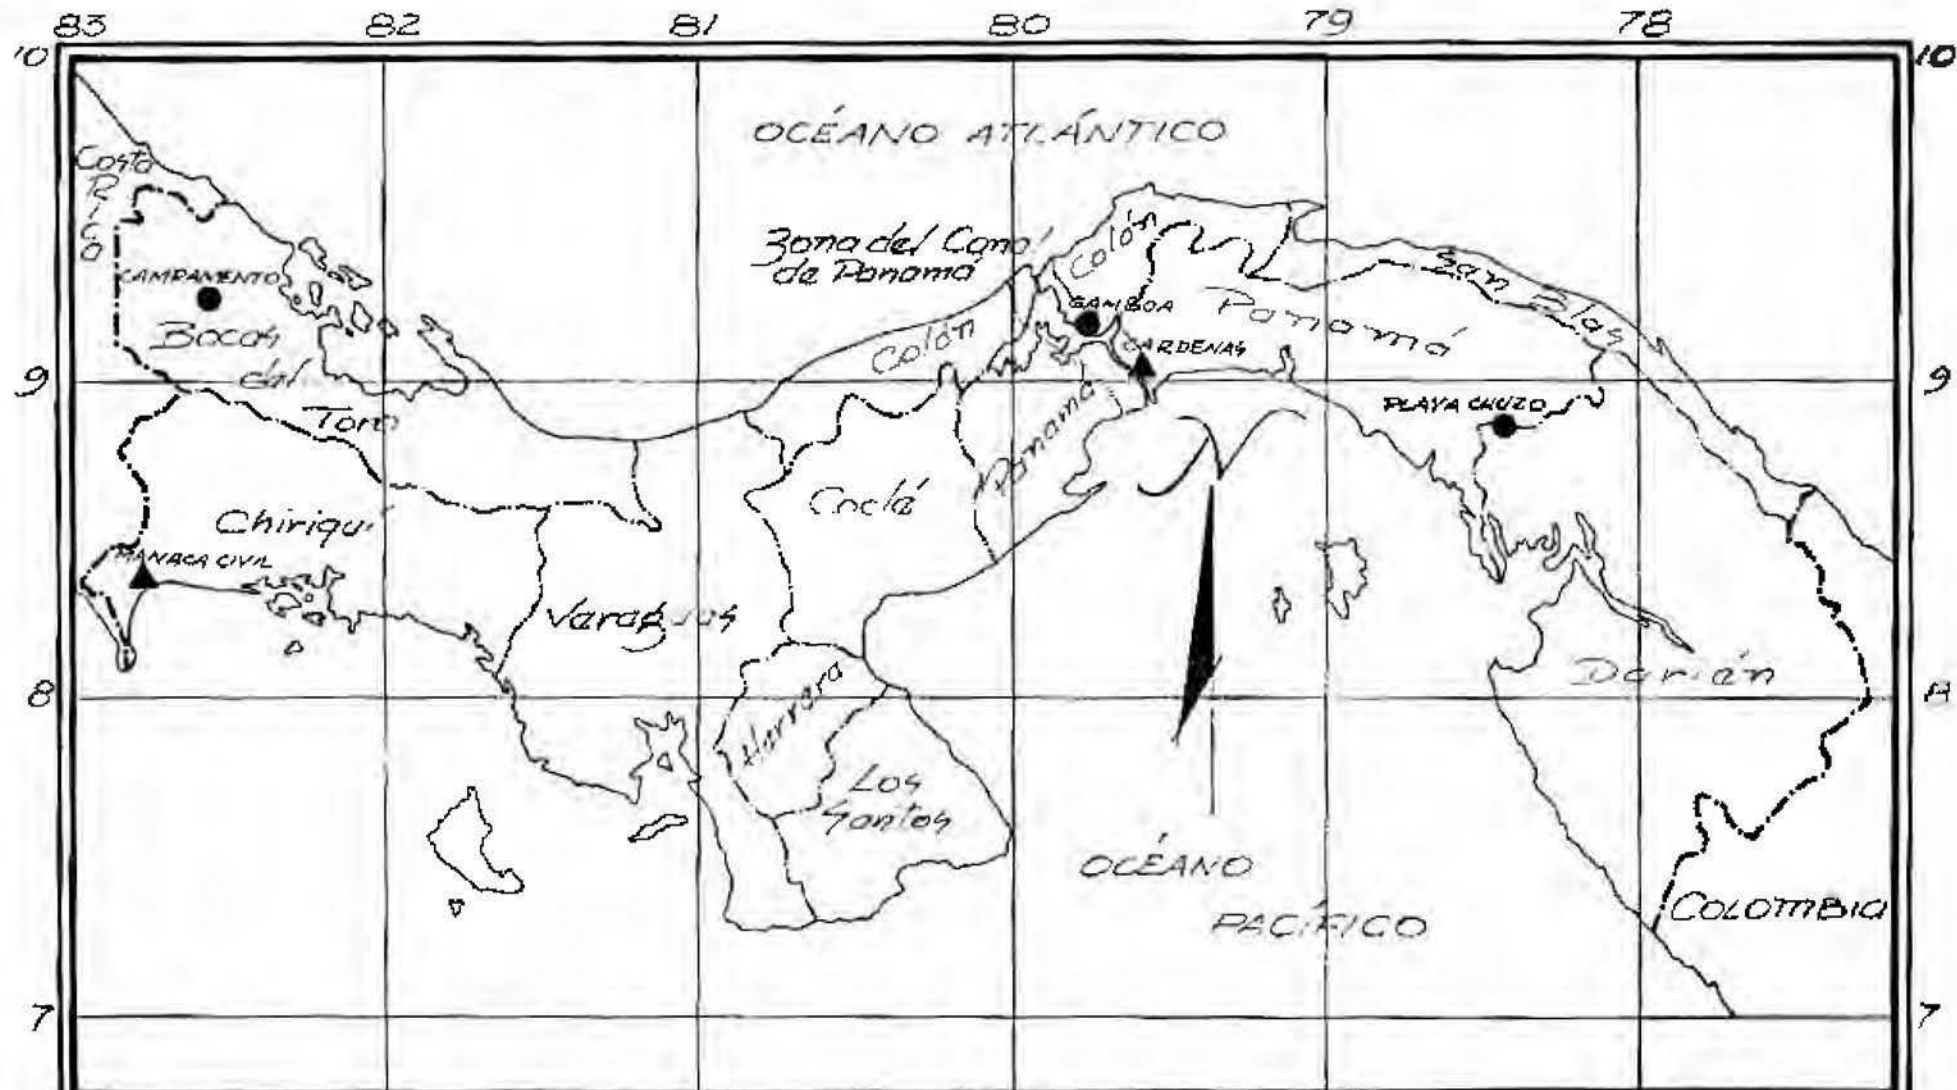 83 82 81 80 79 78
10 10
OCÉANO ATLÁNTICO
Costa
Rica
Zona del Canal
de Panamá
Colón
San Blas
CAMPAMENTO
GAMBOA
Panamá
Bocas
del
Toro
Colón
CARDENAS
9 9
PLAYA CHUZO
Panamá
Coclé
Chiriquí
MANACA CIVIL
Veraguas
Darién
8 8
Herrera
Los
Santos
OCÉANO
PACÍFICO
COLOMBIA
7 7